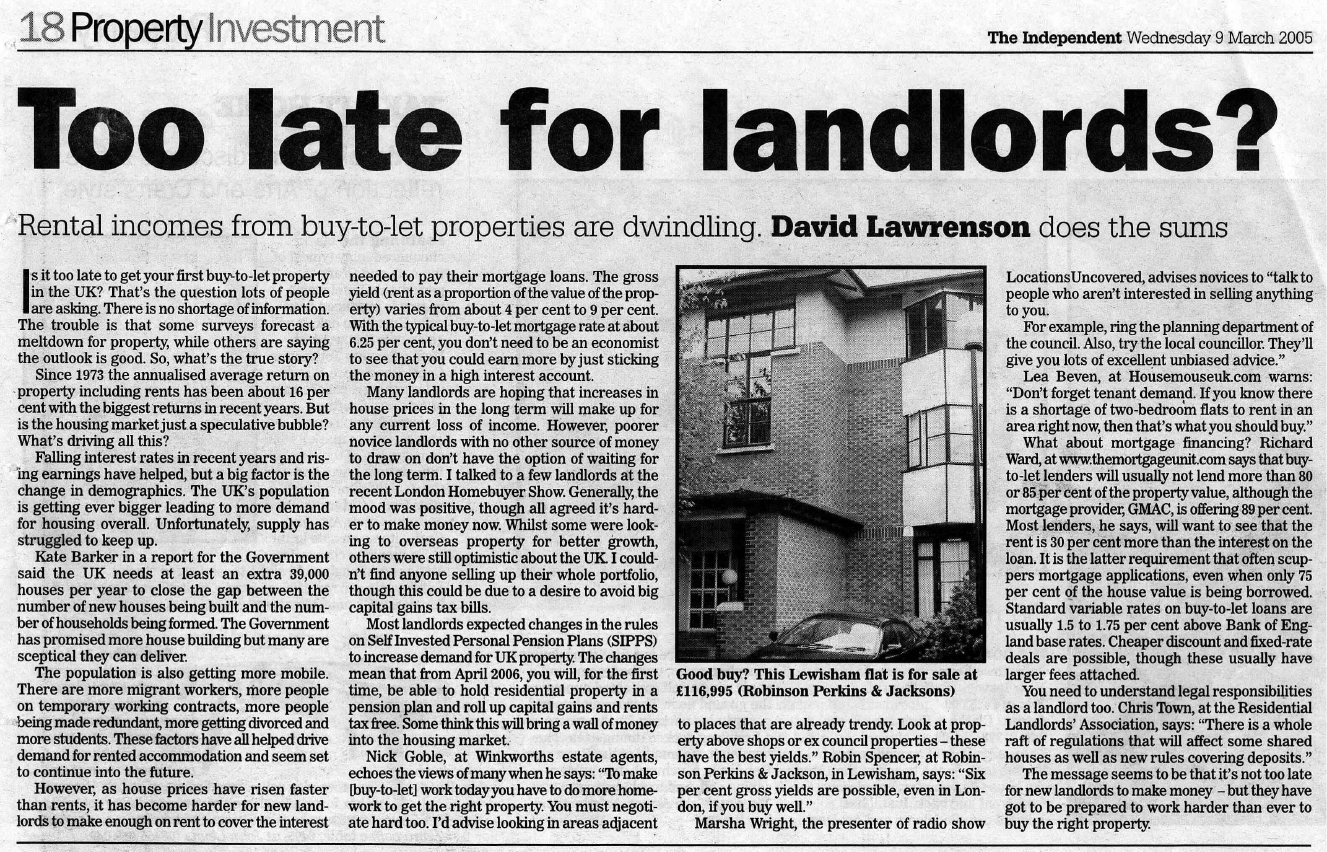 18 Property Investment
The Independent Wednesday 9 March 2005
Too late for landlords?
Rental incomes from buy-to-let properties are dwindling. David Lawrenson does the sums
Is it too late to get your first buy-to-let property
in the UK? That's the question lots of people
are asking. There is no shortage of information.
The trouble is that some surveys forecast a
meltdown for property, while others are saying
the outlook is good. So, what's the true story?
Since 1973 the annualised average return on
property including rents has been about 16 per
cent with the biggest returns in recent years. But
is the housing market just a speculative bubble?
What's driving all this?
Falling interest rates in recent years and ris-
ing earnings have helped, but a big factor is the
change in demographics. The UK's population
is getting ever bigger leading to more demand
for housing overall. Unfortunately, supply has
struggled to keep up.
Kate Barker in a report for the Government
said the UK needs at least an extra 39,000
houses per year to close the gap between the
number of new houses being built and the num-
ber of households being formed. The Government
has promised more house building but many are
sceptical they can deliver.
The population is also getting more mobile.
There are more migrant workers, more people
on temporary working contracts, more people
being made redundant, more getting divorced and
more students. These factors have all helped drive
demand for rented accommodation and seem set
to continue into the future.
However, as house prices have risen faster
than rents, it has become harder for new land-
lords to make enough on rent to cover the interest
needed to pay their mortgage loans. The gross
yield (rent as a proportion of the value of the prop-
erty) varies from about 4 per cent to 9 per cent.
With the typical buy-to-let mortgage rate at about
6.25 per cent, you don't need to be an economist
to see that you could earn more by just sticking
the money in a high interest account.
Many landlords are hoping that increases in
house prices in the long term will make up for
any current loss of income. However, poorer
novice landlords with no other source of money
to draw on don't have the option of waiting for
the long term. I talked to a few landlords at the
recent London Homebuyer Show. Generally, the
mood was positive, though all agreed it's hard-
er to make money now. Whilst some were look-
ing to overseas property for better growth,
others were still optimistic about the UK. I could-
n't find anyone selling up their whole portfolio,
though this could be due to a desire to avoid big
capital gains tax bills.
Most landlords expected changes in the rules
on Self Invested Personal Pension Plans (SIPPS)
to increase demand for UK property. The changes
mean that from April 2006, you will, for the first
time, be able to hold residential property in a
pension plan and roll up capital gains and rents
tax free. Some think this will bring a wall of money
into the housing market.
Nick Goble, at Winkworths estate agents,
echoes the views of many when he says: "To make
[buy-to-let] work today you have to do more home-
work to get the right property. You must negoti-
ate hard too. I'd advise looking in areas adjacent
Good buy? This Lewisham flat is for sale at
£116,995 (Robinson Perkins & Jacksons)
to places that are already trendy. Look at prop-
erty above shops or ex council properties – these
have the best yields." Robin Spencer, at Robin-
son Perkins & Jackson, in Lewisham, says: "Six
per cent gross yields are possible, even in Lon-
don, if you buy well."
Marsha Wright, the presenter of radio show
LocationsUncovered, advises novices to "talk to
people who aren't interested in selling anything
to you.
For example, ring the planning department of
the council. Also, try the local councillor. They'll
give you lots of excellent unbiased advice."
Lea Beven, at Housemouseuk.com warns:
"Don't forget tenant demand. If you know there
is a shortage of two-bedroom flats to rent in an
area right now, then that's what you should buy."
What about mortgage financing? Richard
Ward, at www.themortgageunit.com says that buy-
to-let lenders will usually not lend more than 80
or 85 per cent of the property value, although the
mortgage provider, GMAC, is offering 89 per cent.
Most lenders, he says, will want to see that the
rent is 30 per cent more than the interest on the
loan. It is the latter requirement that often scup-
pers mortgage applications, even when only 75
per cent of the house value is being borrowed.
Standard variable rates on buy-to-let loans are
usually 1.5 to 1.75 per cent above Bank of Eng-
land base rates. Cheaper discount and fixed-rate
deals are possible, though these usually have
larger fees attached.
You need to understand legal responsibilities
as a landlord too. Chris Town, at the Residential
Landlords' Association, says: "There is a whole
raft of regulations that will affect some shared
houses as well as new rules covering deposits."
The message seems to be that it's not too late
for new landlords to make money – but they have
got to be prepared to work harder than ever to
buy the right property.